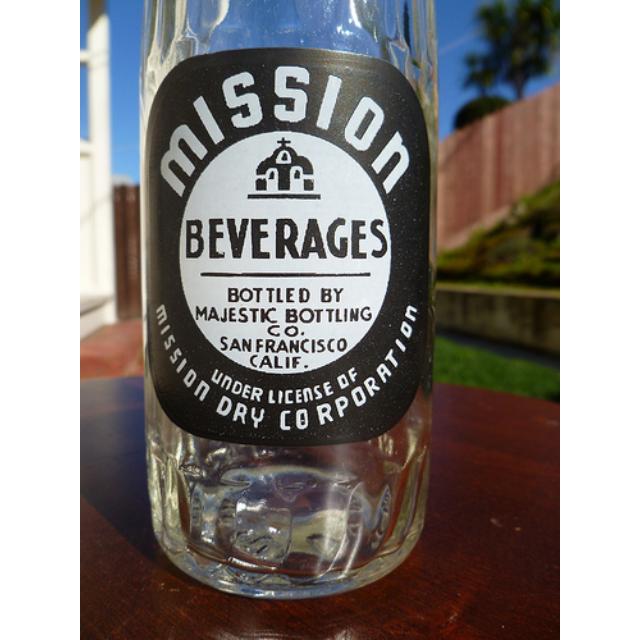 MISSION
BEVERAGES
BOTTLED BY
MAJESTIC BOTTLING
CO.
SAN FRANCISCO
CALIF.
UNDER LICENSE OF
MISSION DRY CORPORATION